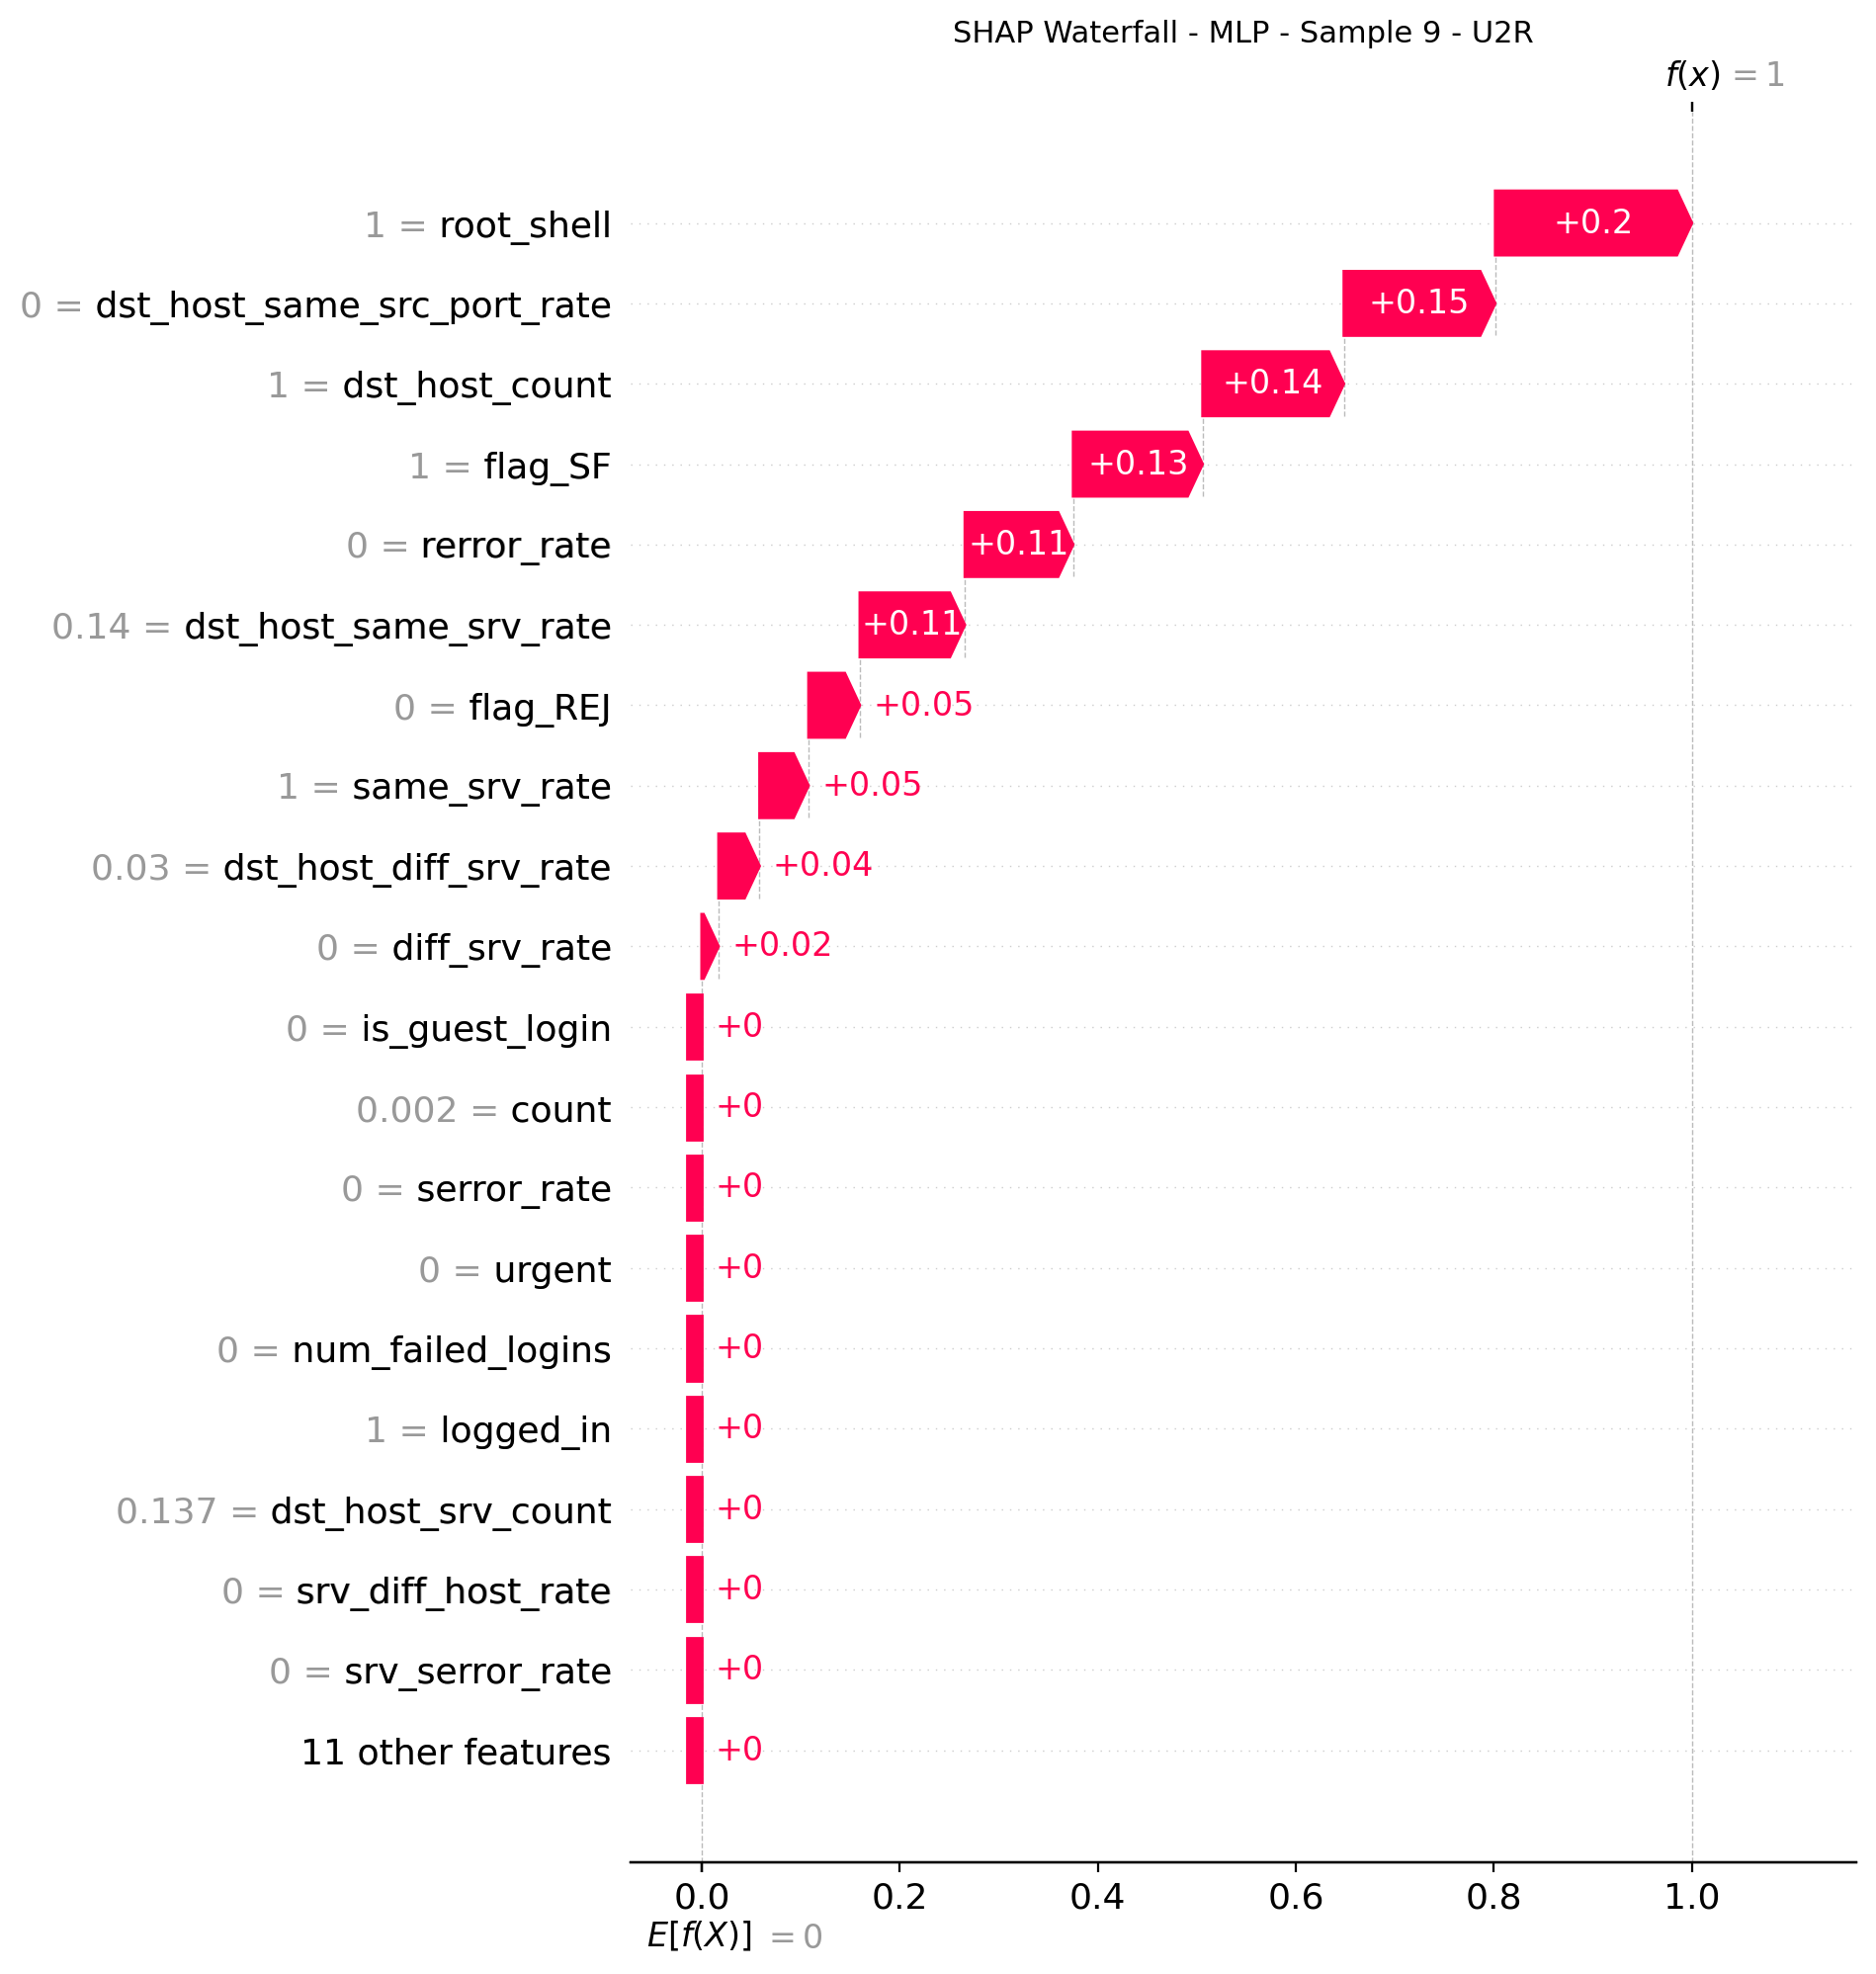 SHAP Waterfall - MLP - Sample 9 - U2R
f(x) = 1
1 = root_shell +0.2
0 = dst_host_same_src_port_rate +0.15
1 = dst_host_count +0.14
1 = flag_SF +0.13
0 = rerror_rate +0.11
0.14 = dst_host_same_srv_rate +0.11
0 = flag_REJ +0.05
1 = same_srv_rate +0.05
0.03 = dst_host_diff_srv_rate +0.04
0 = diff_srv_rate +0.02
0 = is_guest_login +0
0.002 = count +0
0 = serror_rate +0
0 = urgent +0
0 = num_failed_logins +0
1 = logged_in +0
0.137 = dst_host_srv_count +0
0 = srv_diff_host_rate +0
0 = srv_serror_rate +0
11 other features +0
0.0 0.2 0.4 0.6 0.8 1.0
E[f(X)] = 0